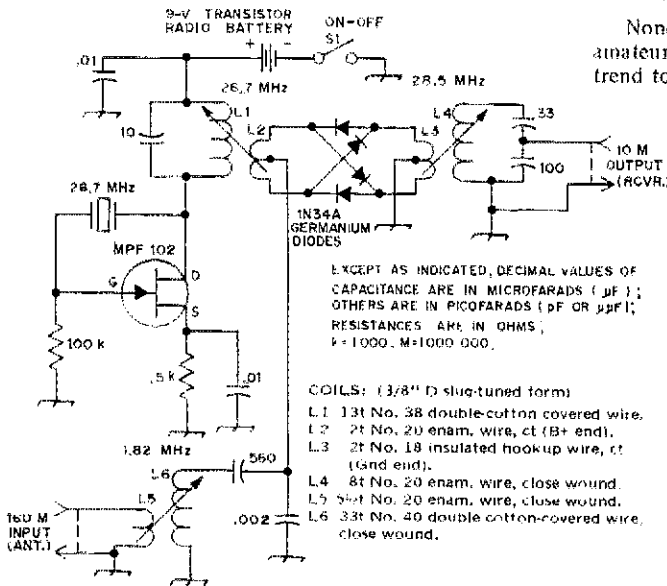 9-V TRANSISTOR
RADIO BATTERY
ON-OFF
S1
+
-
.01
26.7 MHz
28.5 MHz
L1
L2
L3
L4
10
33
100
10 M
OUTPUT
(RCVR.)
1N34A
GERMANIUM
DIODES
MPF 102
G
D
S
100 k
.5k
.01
EXCEPT AS INDICATED, DECIMAL VALUES OF
CAPACITANCE ARE IN MICROFARADS (µF);
OTHERS ARE IN PICOFARADS (pF OR µµF);
RESISTANCES ARE IN OHMS;
k=1000, M=1000 000.
COILS: (3/8" D slug-tuned form)
L1 13t No. 38 double-cotton covered wire.
L2 2t No. 20 enam. wire, ct (B+ end).
L3 2t No. 18 insulated hookup wire, ct
(Gnd end).
L4 8t No. 20 enam. wire, close wound.
L5 No. 20 enam. wire, close wound.
L6 33t No. 40 double cotton-covered wire,
close wound.
1.82 MHz
L6
L5
560
.002
160 M
INPUT
(ANT.)
amateur
trend to